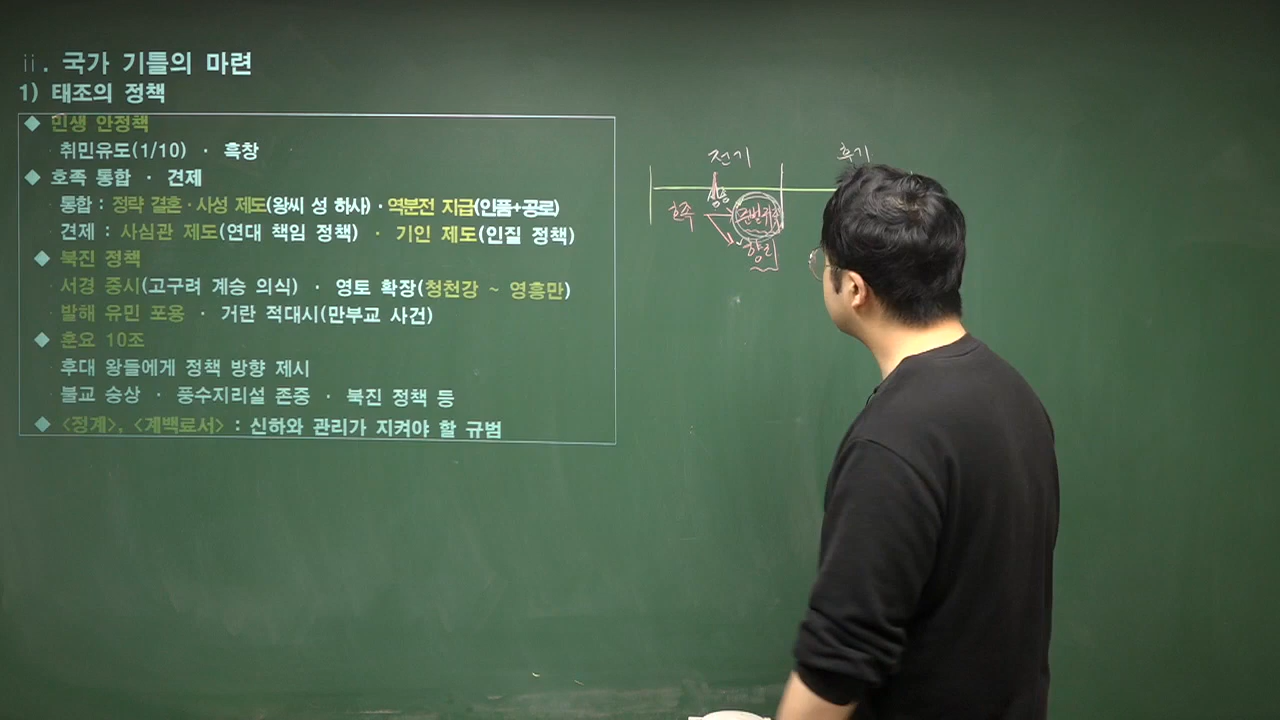 ⅱ. 국가 기틀의 마련
1) 태조의 정책
◆ 민생 안정책
· 취민유도(1/10) · 흑창
◆ 호족 통합 · 견제
· 통합 : 정략 결혼 · 사성 제도(왕씨 성 하사) · 역분전 지급(인품+공로)
· 견제 : 사심관 제도(연대 책임 정책) · 기인 제도(인질 정책)
◆ 북진 정책
· 서경 중시(고구려 계승 의식) · 영토 확장(청천강 ~ 영흥만)
· 발해 유민 포용 · 거란 적대시(만부교 사건)
◆ 훈요 10조
· 후대 왕들에게 정책 방향 제시
· 불교 숭상 · 풍수지리설 존중 · 북진 정책 등
◆ <정계>, <계백료서> : 신하와 관리가 지켜야 할 규범
전기 후기
성종
호족 문벌귀족
향리